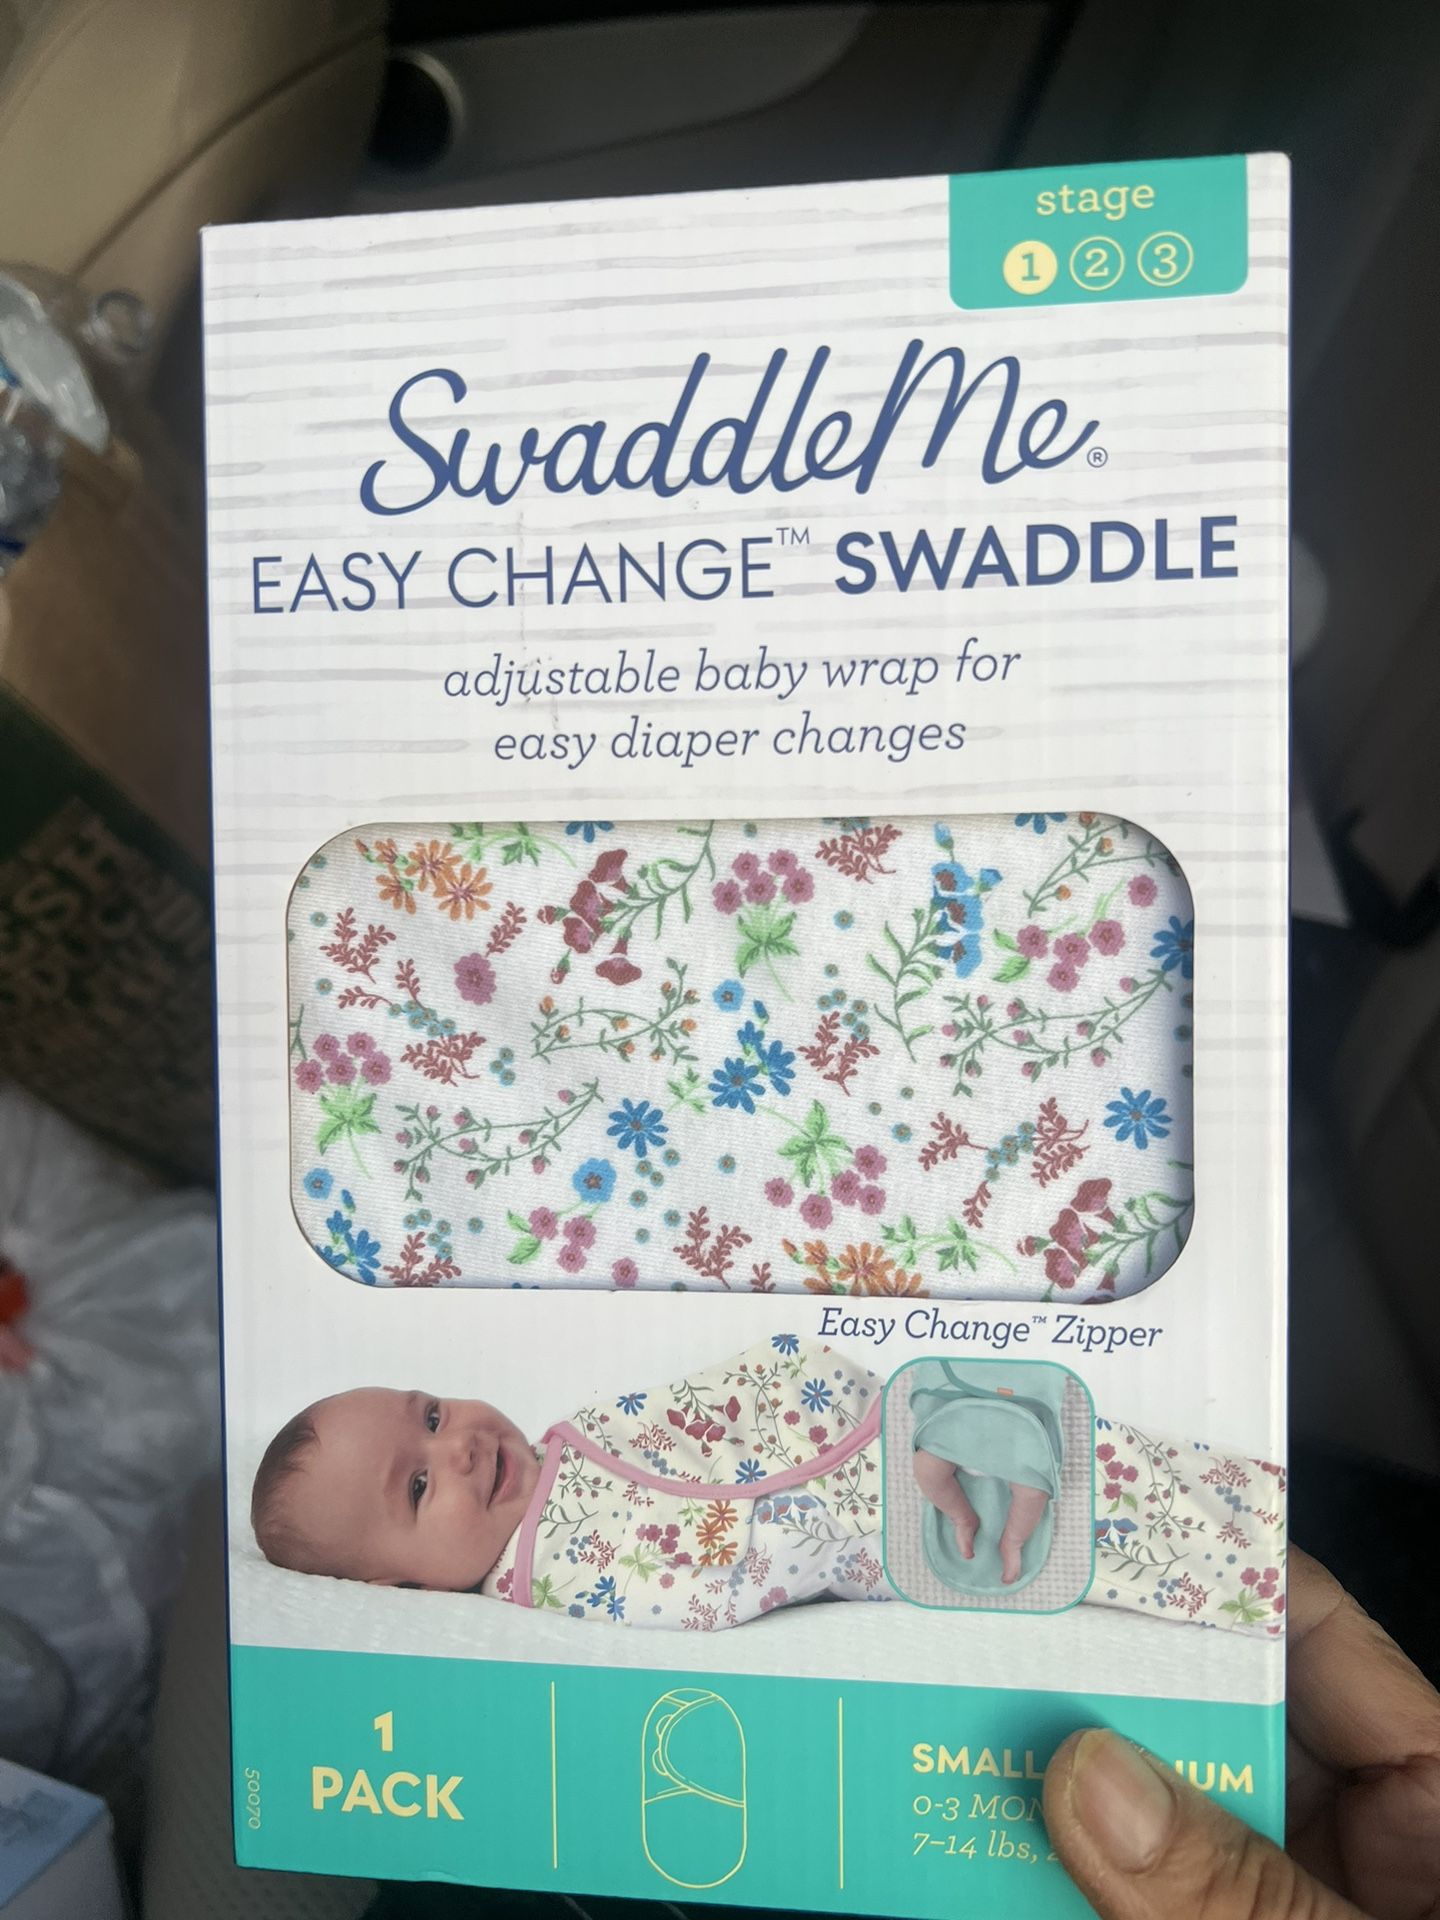 stage
1 2 3
SwaddleMe®
EASY CHANGE™ SWADDLE
adjustable baby wrap for
easy diaper changes
Easy Change™ Zipper
1
PACK
50070
SMALL
0-3
7-14 lbs,